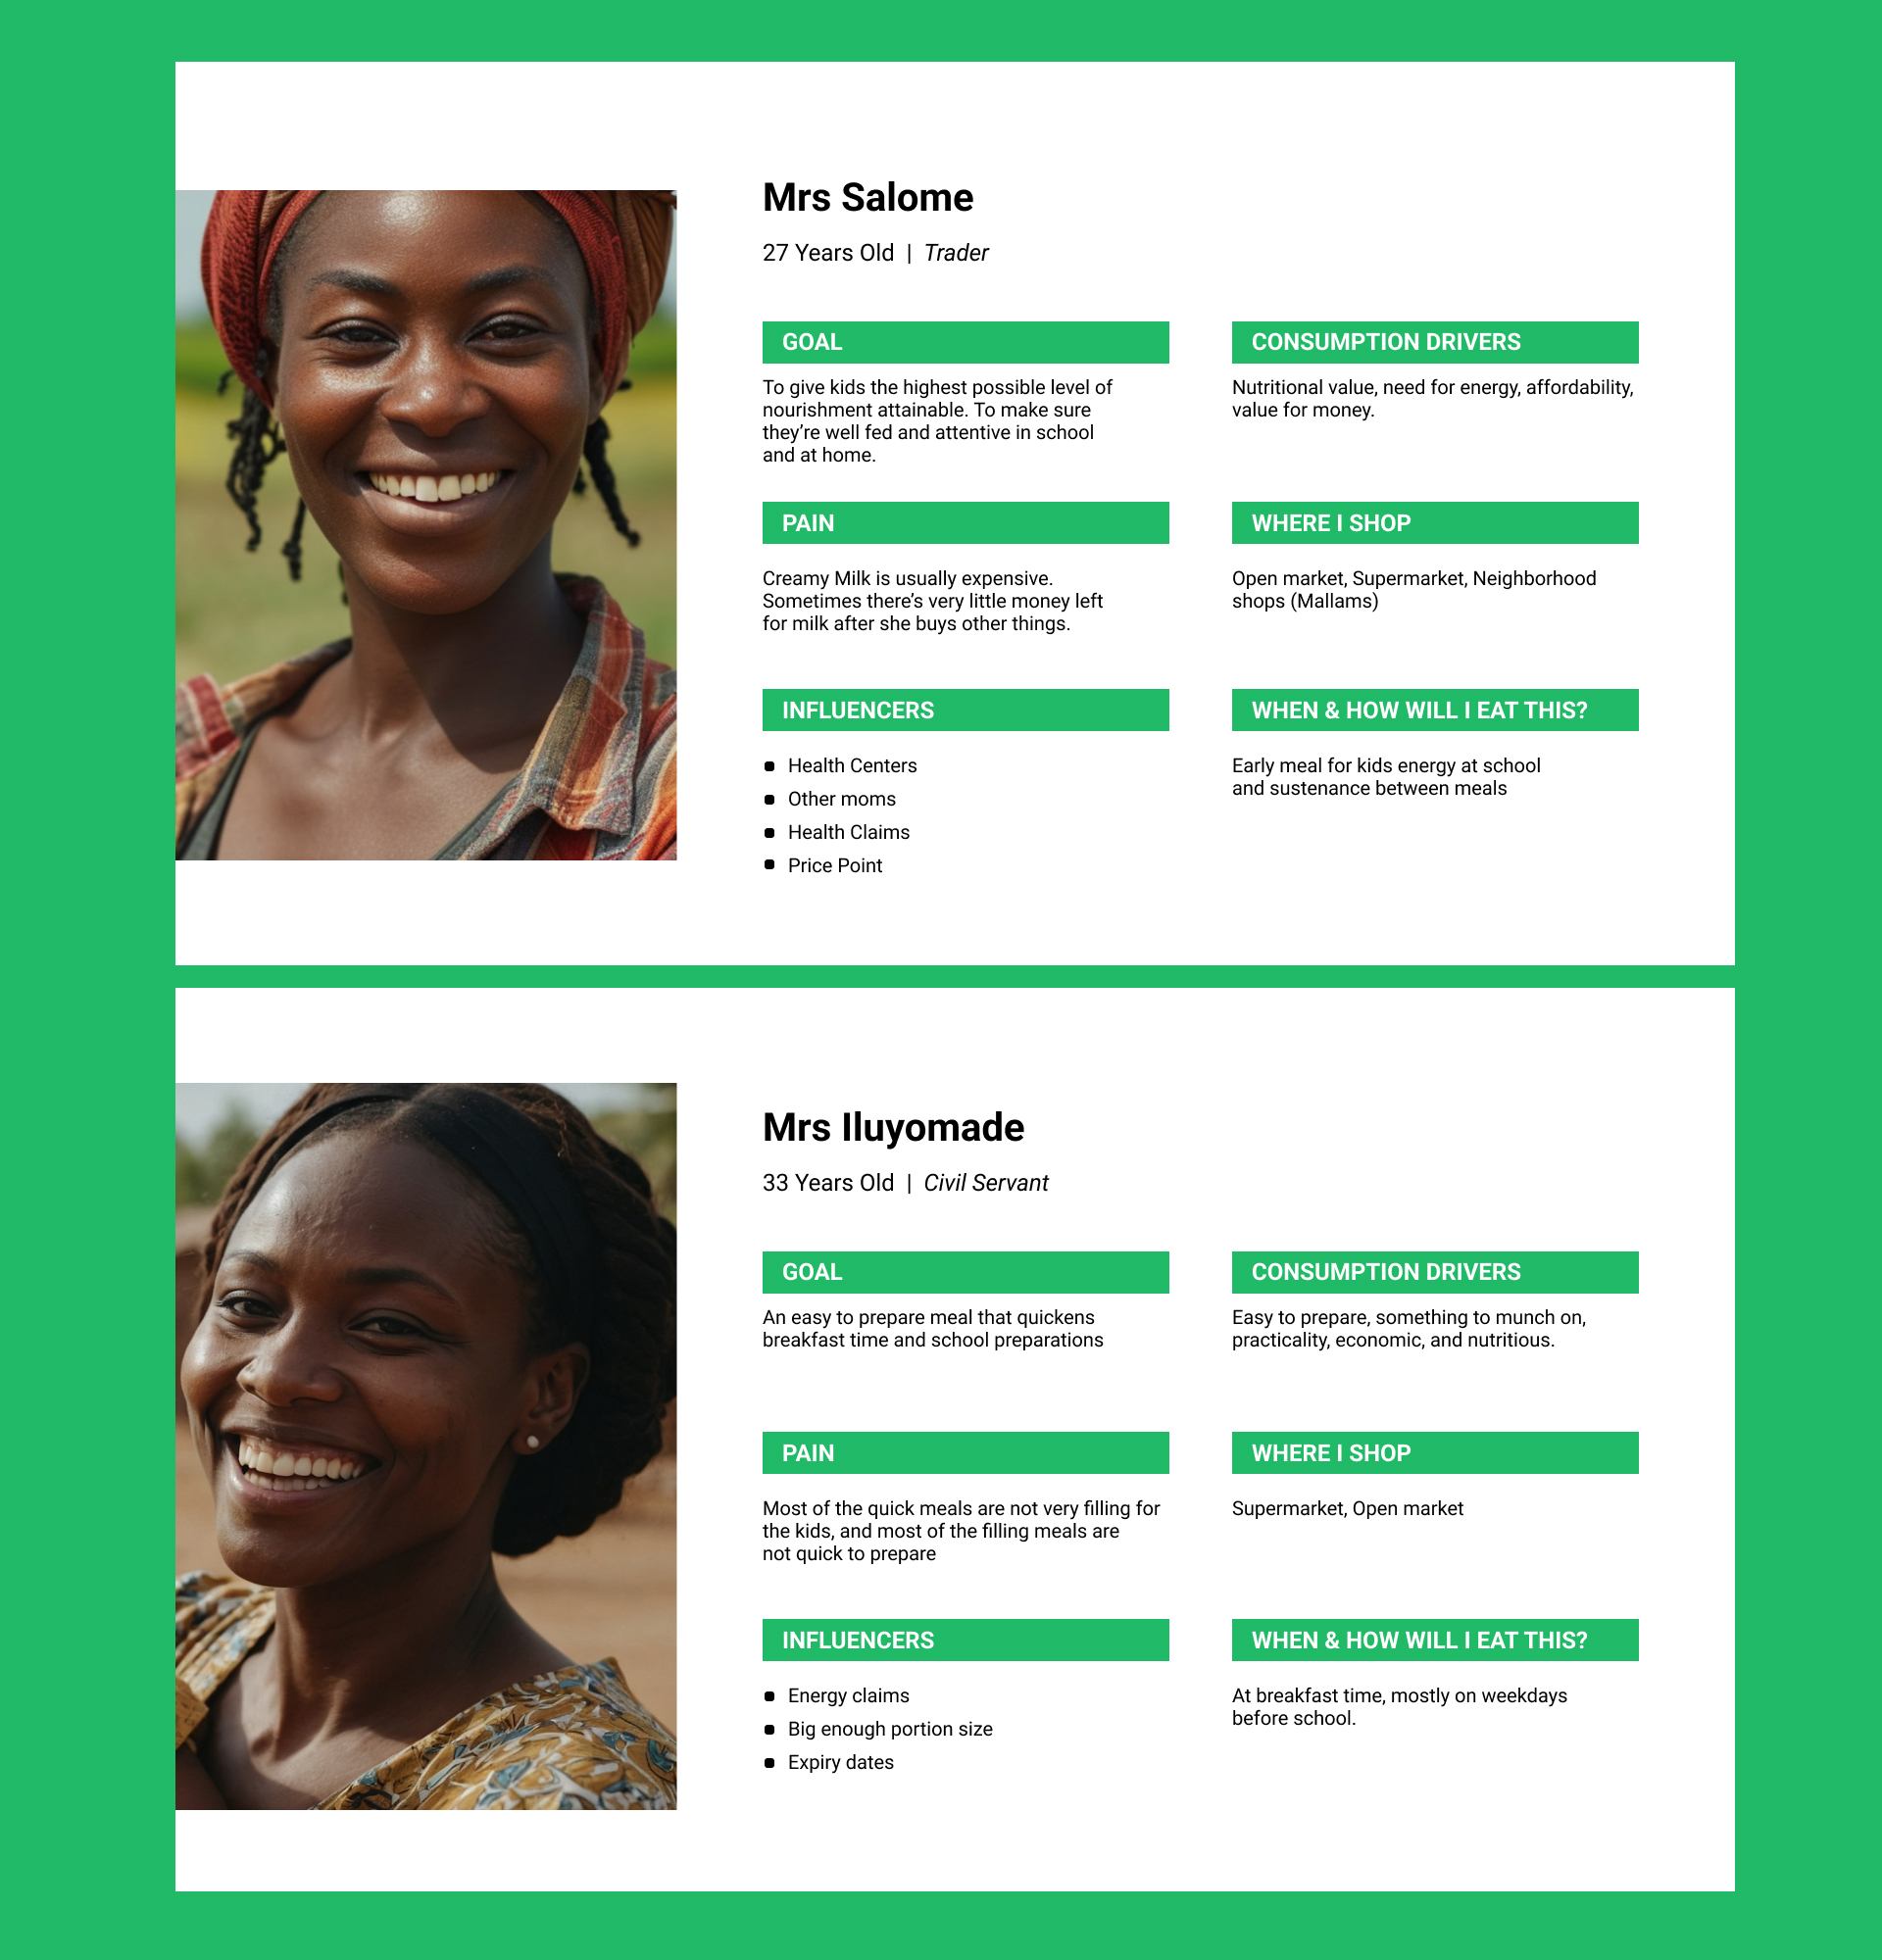 Mrs Salome
27 Years Old | Trader
GOAL
To give kids the highest possible level of
nourishment attainable. To make sure
they’re well fed and attentive in school
and at home.
CONSUMPTION DRIVERS
Nutritional value, need for energy, affordability,
value for money.
PAIN
Creamy Milk is usually expensive.
Sometimes there’s very little money left
for milk after she buys other things.
WHERE I SHOP
Open market, Supermarket, Neighborhood
shops (Mallams)
INFLUENCERS
Health Centers
Other moms
Health Claims
Price Point
WHEN & HOW WILL I EAT THIS?
Early meal for kids energy at school
and sustenance between meals
Mrs Iluyomade
33 Years Old | Civil Servant
GOAL
An easy to prepare meal that quickens
breakfast time and school preparations
CONSUMPTION DRIVERS
Easy to prepare, something to munch on,
practicality, economic, and nutritious.
PAIN
Most of the quick meals are not very filling for
the kids, and most of the filling meals are
not quick to prepare
WHERE I SHOP
Supermarket, Open market
INFLUENCERS
Energy claims
Big enough portion size
Expiry dates
WHEN & HOW WILL I EAT THIS?
At breakfast time, mostly on weekdays
before school.